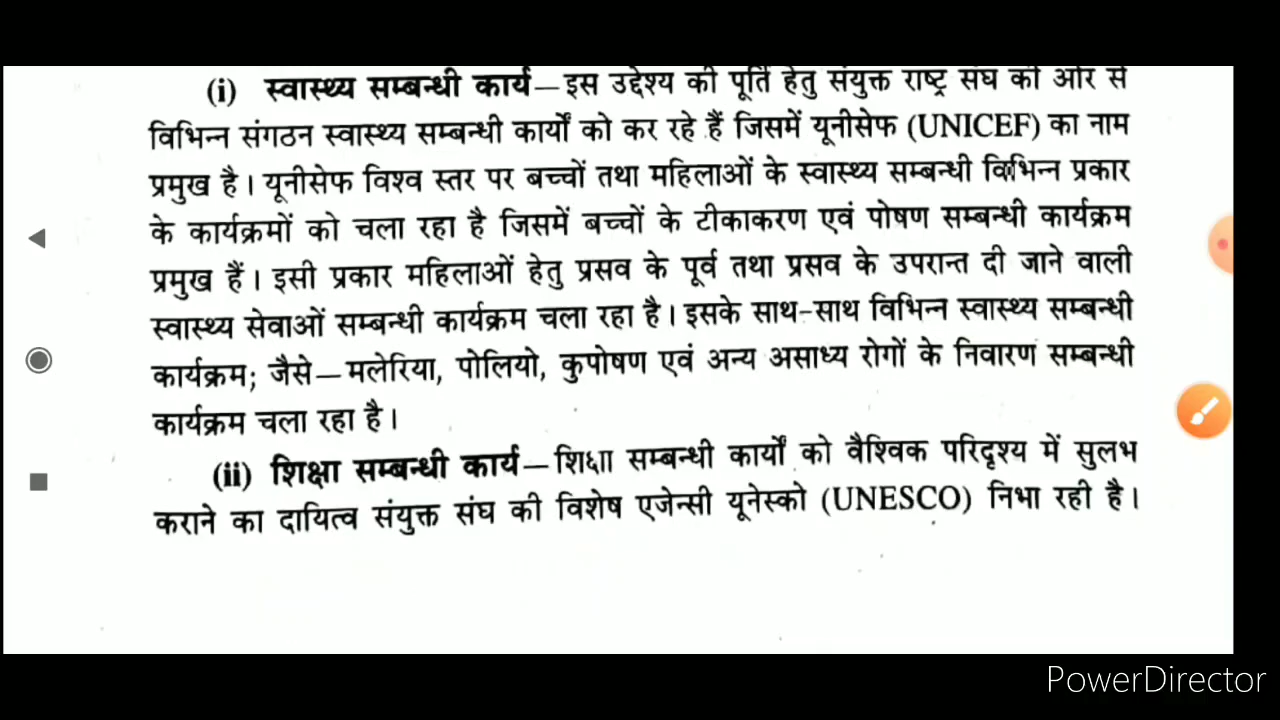 (i) स्वास्थ्य सम्बन्धी कार्य—इस उद्देश्य की पूर्ति हेतु संयुक्त राष्ट्र संघ की ओर से
विभिन्न संगठन स्वास्थ्य सम्बन्धी कार्यों को कर रहे हैं जिसमें यूनीसेफ (UNICEF) का नाम
प्रमुख है। यूनीसेफ विश्व स्तर पर बच्चों तथा महिलाओं के स्वास्थ्य सम्बन्धी विभिन्न प्रकार
के कार्यक्रमों को चला रहा है जिसमें बच्चों के टीकाकरण एवं पोषण सम्बन्धी कार्यक्रम
प्रमुख हैं। इसी प्रकार महिलाओं हेतु प्रसव के पूर्व तथा प्रसव के उपरान्त दी जाने वाली
स्वास्थ्य सेवाओं सम्बन्धी कार्यक्रम चला रहा है। इसके साथ-साथ विभिन्न स्वास्थ्य सम्बन्धी
कार्यक्रम; जैसे—मलेरिया, पोलियो, कुपोषण एवं अन्य असाध्य रोगों के निवारण सम्बन्धी
कार्यक्रम चला रहा है।
(ii) शिक्षा सम्बन्धी कार्य—शिक्षा सम्बन्धी कार्यों को वैश्विक परिदृश्य में सुलभ
कराने का दायित्व संयुक्त संघ की विशेष एजेन्सी यूनेस्को (UNESCO) निभा रही है।
PowerDirector